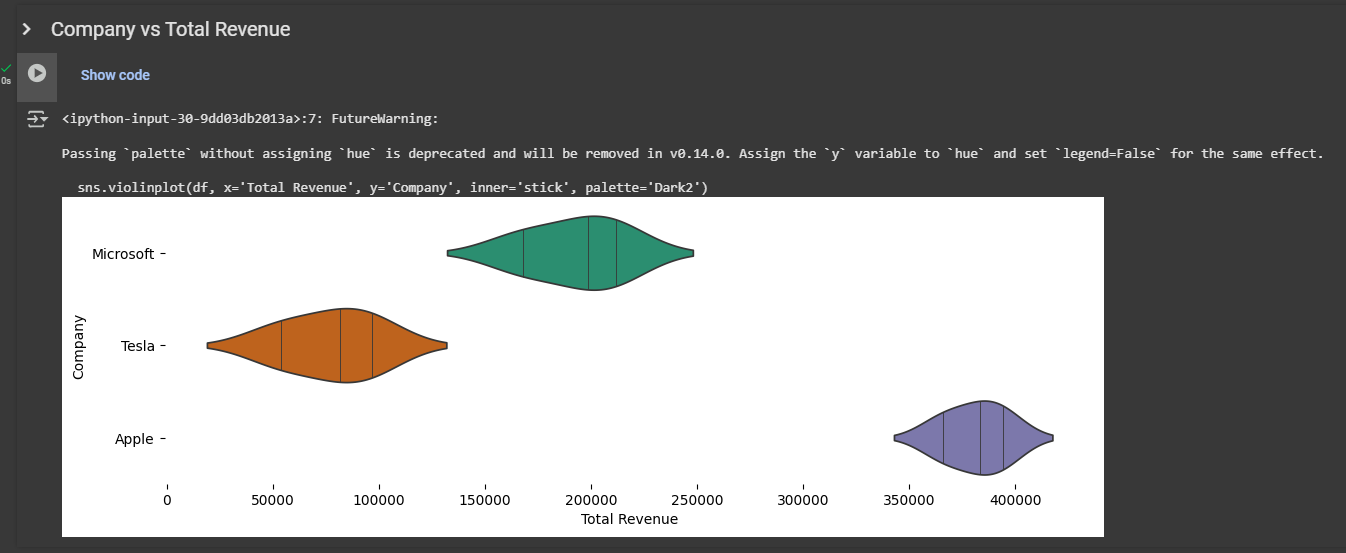 Company vs Total Revenue
Show code
0s
<ipython-input-30-9dd03db2013a>:7: FutureWarning:
Passing `palette` without assigning `hue` is deprecated and will be removed in v0.14.0. Assign the `y` variable to `hue` and set `legend=False` for the same effect.
sns.violinplot(df, x='Total Revenue', y='Company', inner='stick', palette='Dark2')
Microsoft
Tesla
Apple
Company
0 50000 100000 150000 200000 250000 300000 350000 400000
Total Revenue